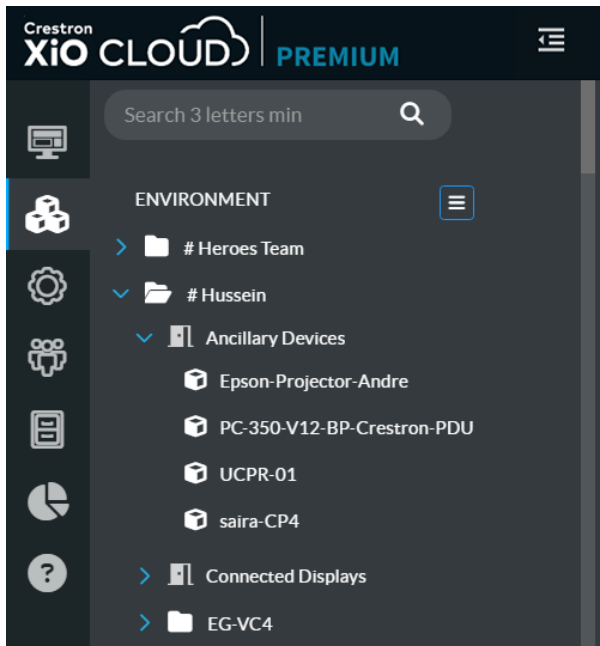 Crestron
XiO CLOUD PREMIUM
Search 3 letters min
ENVIRONMENT
# Heroes Team
# Hussein
Ancillary Devices
Epson-Projector-Andre
PC-350-V12-BP-Crestron-PDU
UCPR-01
saira-CP4
?
Connected Displays
EG-VC4